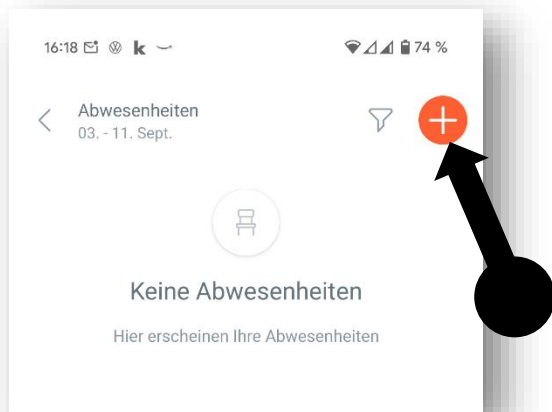 16:18 k 74 %
Abwesenheiten
03. - 11. Sept.
Keine Abwesenheiten
Hier erscheinen Ihre Abwesenheiten